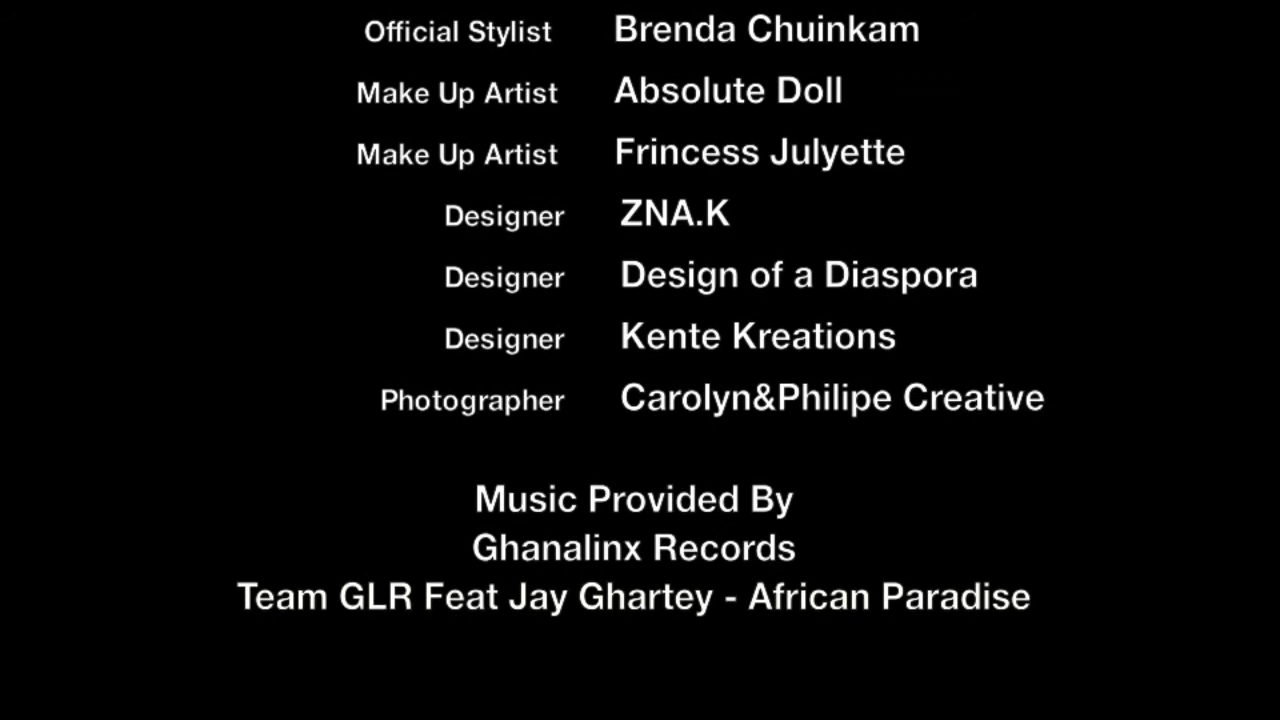 Official Stylist Brenda Chuinkam
Make Up Artist Absolute Doll
Make Up Artist Frincess Julyette
Designer ZNA.K
Designer Design of a Diaspora
Designer Kente Kreations
Photographer Carolyn&Philipe Creative
Music Provided By
Ghanalinx Records
Team GLR Feat Jay Ghartey - African Paradise